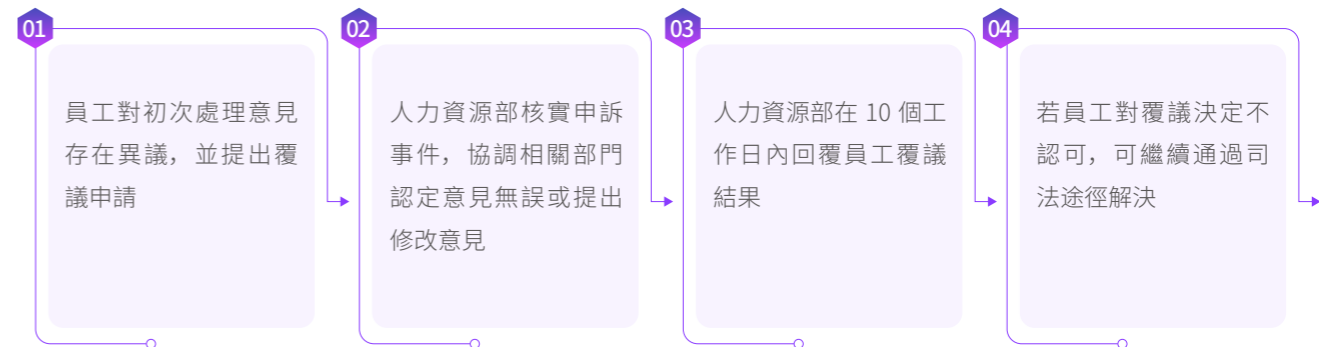 01
員工對初次處理意見
存在異議，並提出覆
議申請
02
人力資源部核實申訴
事件，協調相關部門
認定意見無誤或提出
修改意見
03
人力資源部在 10 個工
作日內回覆員工覆議
結果
04
若員工對覆議決定不
認可，可繼續通過司
法途徑解決